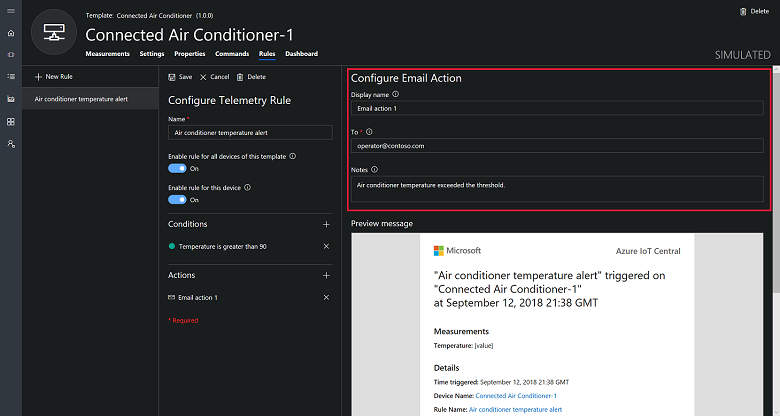 Template: Connected Air Conditioner (1.0.0)
Delete
Connected Air Conditioner-1
Measurements Settings Properties Commands Rules Dashboard
SIMULATED
New Rule
Air conditioner temperature alert
Save Cancel Delete
Configure Telemetry Rule
Name *
Air conditioner temperature alert
Enable rule for all devices of this template
On
Enable rule for this device
On
Conditions
Temperature is greater than 90
Actions
Email action 1
* Required
Configure Email Action
Display name
Email action 1
To *
operator@contoso.com
Notes
Air conditioner temperature exceeded the threshold.
Preview message
Microsoft
Azure IoT Central
"Air conditioner temperature alert" triggered on
"Connected Air Conditioner-1"
at September 12, 2018 21:38 GMT
Measurements
Temperature: [value]
Details
Time triggered: September 12, 2018 21:38 GMT
Device Name: Connected Air Conditioner-1
Rule Name: Air conditioner temperature alert